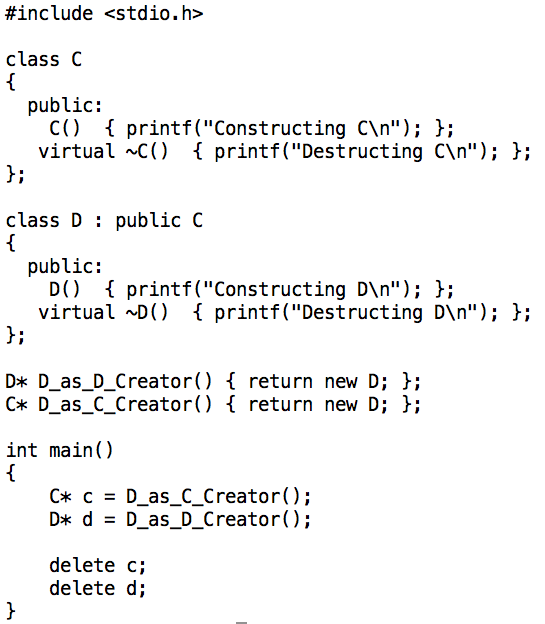 #include <stdio.h>
class C
{
public:
C() { printf("Constructing C\n"); };
virtual ~C() { printf("Destructing C\n"); };
};
class D : public C
{
public:
D() { printf("Constructing D\n"); };
virtual ~D() { printf("Destructing D\n"); };
};
D* D_as_D_Creator() { return new D; };
C* D_as_C_Creator() { return new D; };
int main()
{
C* c = D_as_C_Creator();
D* d = D_as_D_Creator();
delete c;
delete d;
}